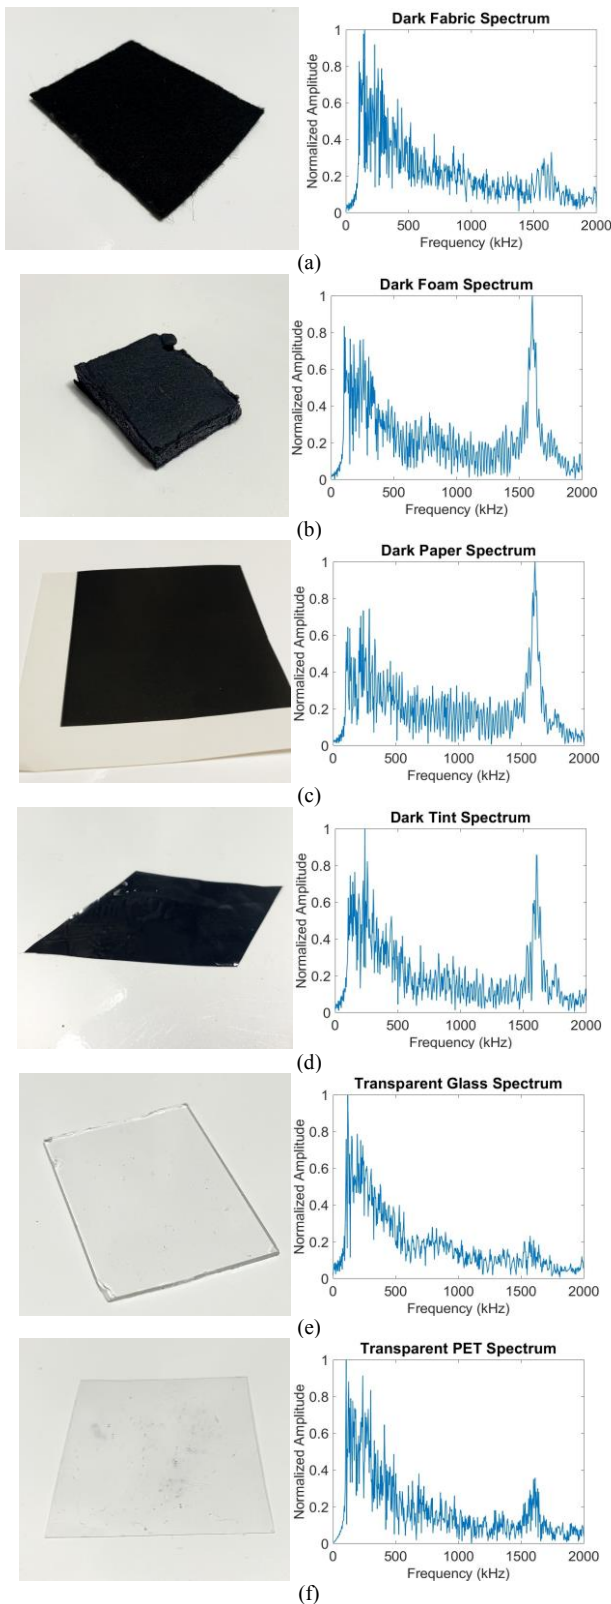 Dark Fabric Spectrum
1
0.8
0.6
0.4
0.2
0
Normalized Amplitude
0 500 1000 1500 2000
Frequency (kHz)
(a)
Dark Foam Spectrum
1
0.8
0.6
0.4
0.2
0
Normalized Amplitude
0 500 1000 1500 2000
Frequency (kHz)
(b)
Dark Paper Spectrum
1
0.8
0.6
0.4
0.2
0
Normalized Amplitude
0 500 1000 1500 2000
Frequency (kHz)
(c)
Dark Tint Spectrum
1
0.8
0.6
0.4
0.2
0
Normalized Amplitude
0 500 1000 1500 2000
Frequency (kHz)
(d)
Transparent Glass Spectrum
1
0.8
0.6
0.4
0.2
0
Normalized Amplitude
0 500 1000 1500 2000
Frequency (kHz)
(e)
Transparent PET Spectrum
1
0.8
0.6
0.4
0.2
0
Normalized Amplitude
0 500 1000 1500 2000
Frequency (kHz)
(f)